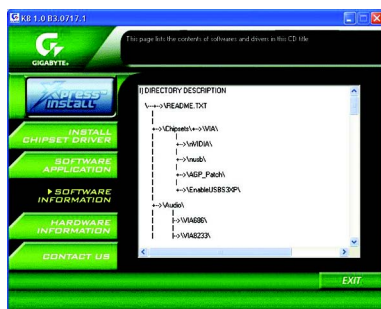 K8 1.0 B3.0717.1
This page lists the contents of softwares and drivers in this CD title
GIGABYTE
Xpress
INSTALL
INSTALL
CHIPSET DRIVER
SOFTWARE
APPLICATION
SOFTWARE
INFORMATION
HARDWARE
INFORMATION
CONTACT US
I) DIRECTORY DESCRIPTION
\--+->\README.TXT
|
+->\Chipsets\+->\VIA\
| +->\nVIDIA\
| +->\nusb\
| +->\AGP_Patch\
| +->\EnableUSBS3XP\
+->\Audio\
| |->\VIA686\
| |->\VIA8233\
EXIT